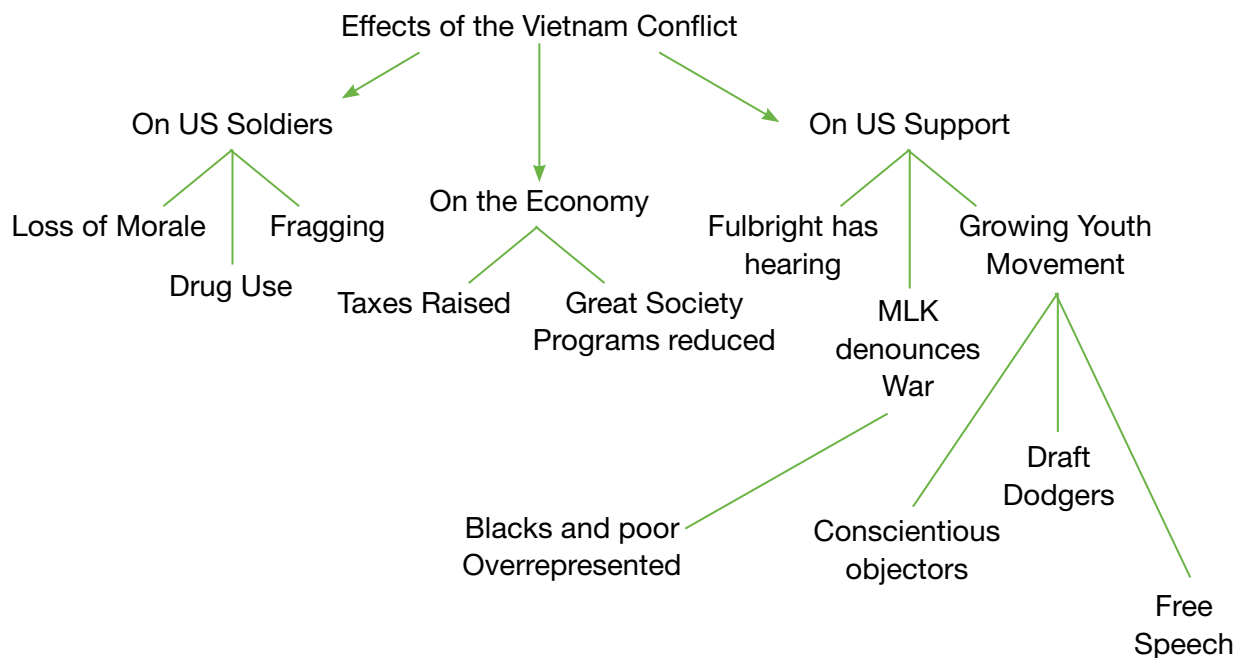 Effects of the Vietnam Conflict
On US Soldiers
Loss of Morale
Drug Use
Fragging
On the Economy
Taxes Raised
Great Society
Programs reduced
On US Support
Fulbright has
hearing
MLK
denounces
War
Blacks and poor
Overrepresented
Growing Youth
Movement
Conscientious
objectors
Draft
Dodgers
Free
Speech